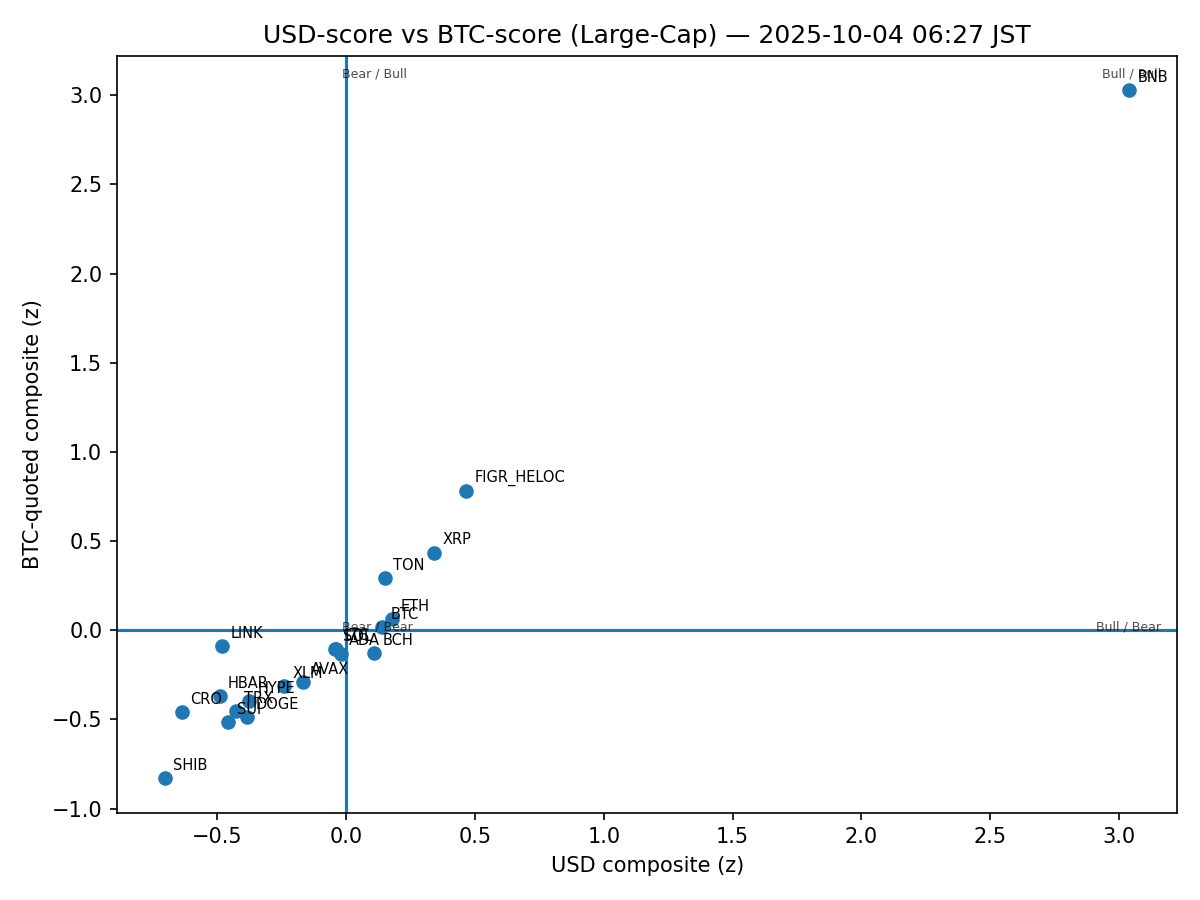 USD-score vs BTC-score (Large-Cap) — 2025-10-04 06:27 JST
Bear / Bull
Bull / Bull
BNB
3.0
2.5
2.0
1.5
1.0
0.5
0.0
−0.5
−1.0
BTC-quoted composite (z)
FIGR_HELOC
XRP
TON
ETH
BTC
Bear / Bear
Bull / Bear
LINK
SOL
ADA
BCH
XLM
AVAX
HBAR
HYPE
CRO
TRX
DOGE
SUI
SHIB
−0.5
0.0
0.5
1.0
1.5
2.0
2.5
3.0
USD composite (z)